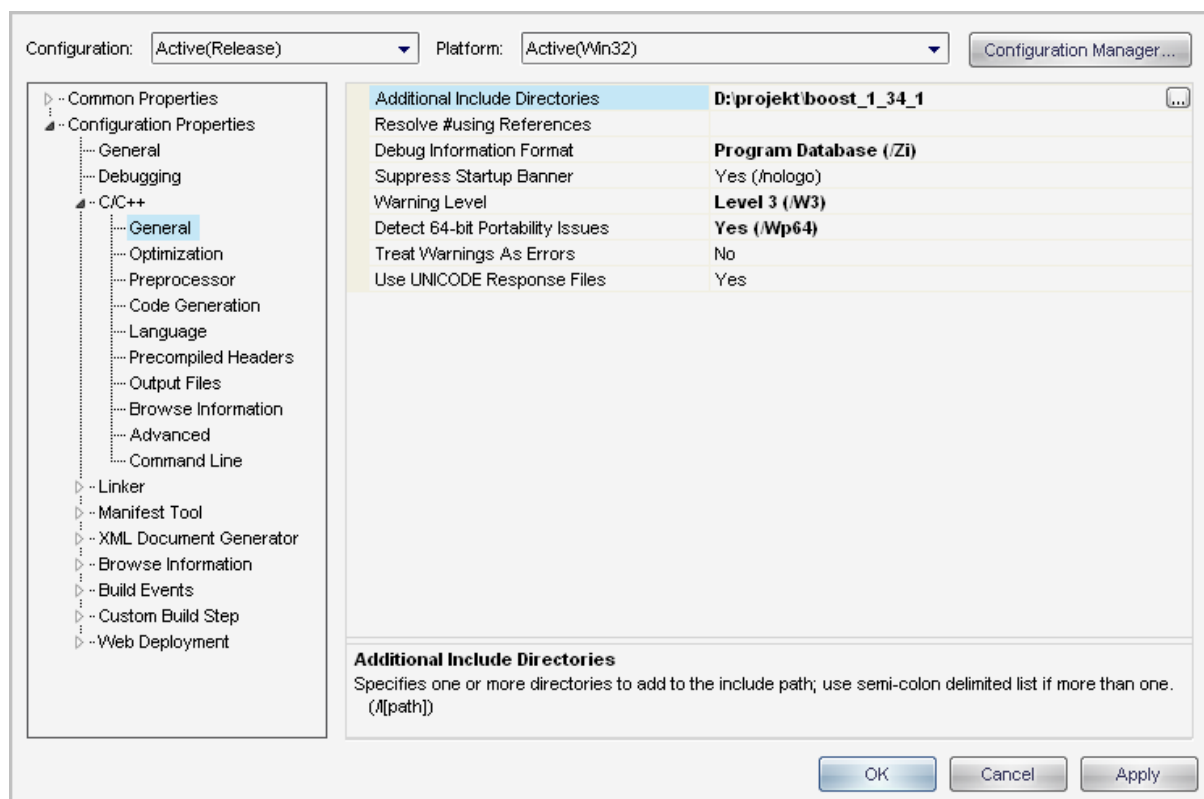 Configuration: Active(Release) Platform: Active(Win32) Configuration Manager...
Common Properties
Configuration Properties
General
Debugging
C/C++
General
Optimization
Preprocessor
Code Generation
Language
Precompiled Headers
Output Files
Browse Information
Advanced
Command Line
Linker
Manifest Tool
XML Document Generator
Browse Information
Build Events
Custom Build Step
Web Deployment
Additional Include Directories D:\projekt\boost_1_34_1 ...
Resolve #using References
Debug Information Format Program Database (/Zi)
Suppress Startup Banner Yes (/nologo)
Warning Level Level 3 (/W3)
Detect 64-bit Portability Issues Yes (/Wp64)
Treat Warnings As Errors No
Use UNICODE Response Files Yes
Additional Include Directories
Specifies one or more directories to add to the include path; use semi-colon delimited list if more than one.
(/I[path])
OK Cancel Apply